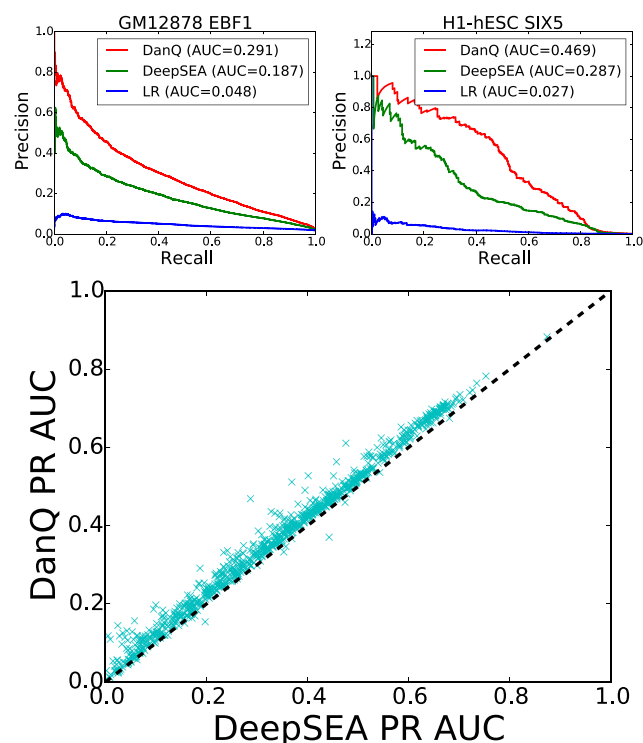 GM12878 EBF1
1.0
0.8
0.6
0.4
0.2
0.0
Precision
DanQ (AUC=0.291)
DeepSEA (AUC=0.187)
LR (AUC=0.048)
0.0 0.2 0.4 0.6 0.8 1.0
Recall
H1-hESC SIX5
1.2
1.0
0.8
0.6
0.4
0.2
0.0
Precision
DanQ (AUC=0.469)
DeepSEA (AUC=0.287)
LR (AUC=0.027)
0.0 0.2 0.4 0.6 0.8 1.0
Recall
1.0
0.8
0.6
0.4
0.2
0.0
DanQ PR AUC
0.0 0.2 0.4 0.6 0.8 1.0
DeepSEA PR AUC